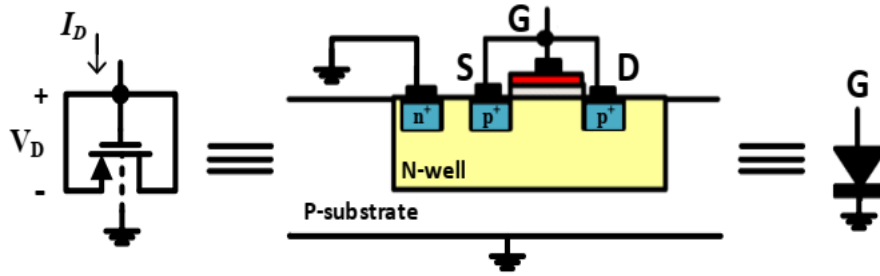 I_D
+
V_D
-
G
S
D
n⁺
p⁺
p⁺
N-well
P-substrate
G